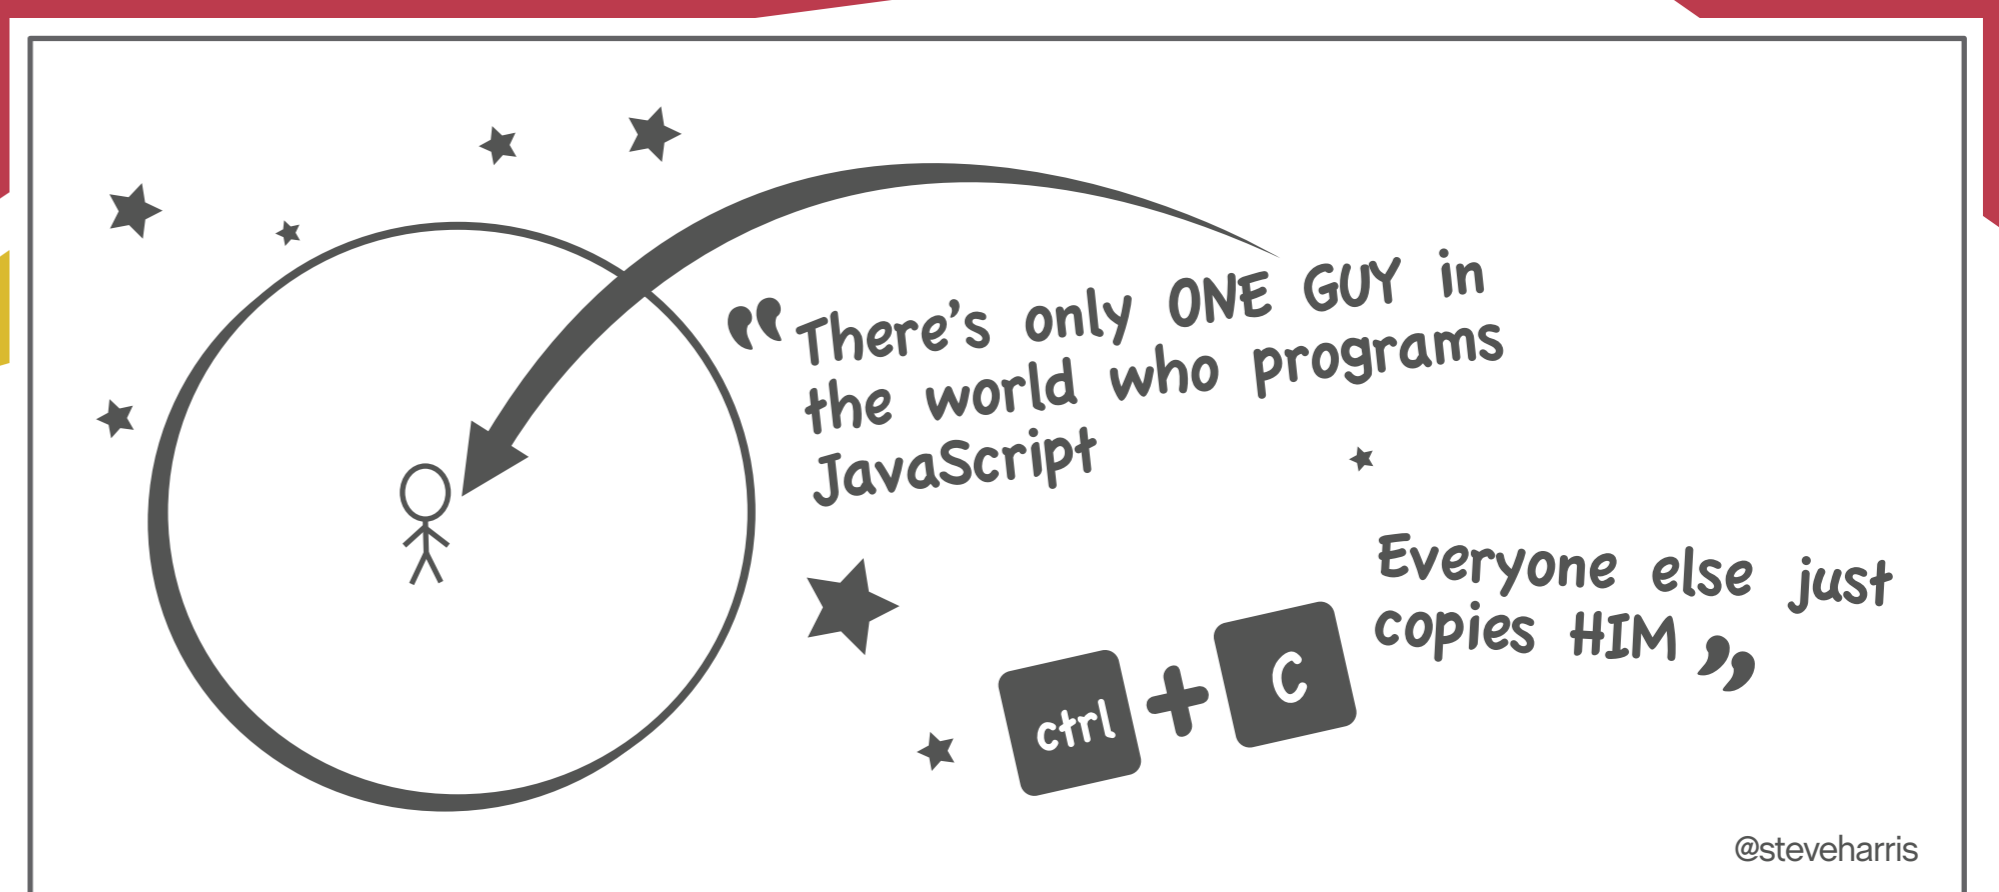 “There's only ONE GUY in
the world who programs
JavaScript
Everyone else just
copies HIM”
ctrl + C
@steveharris